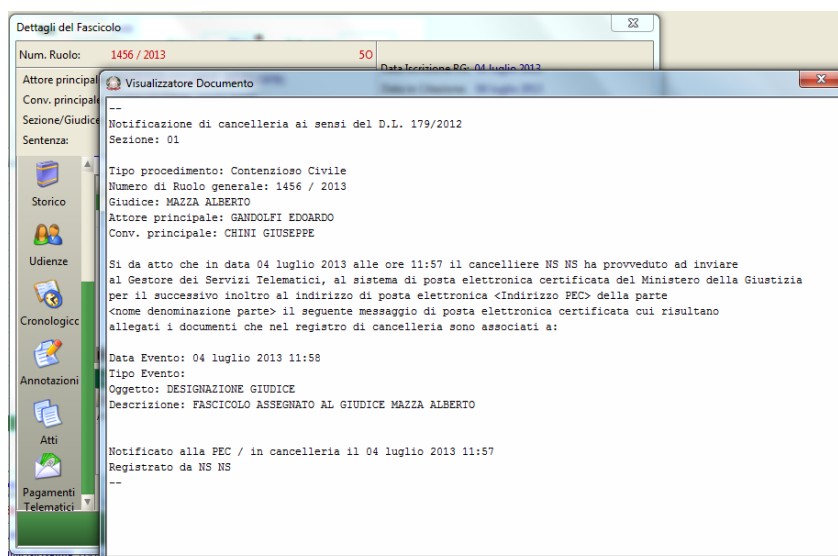 Dettagli del Fascicolo
Num. Ruolo: 1456 / 2013 SO
Data Iscrizione RG: 04 luglio 2013
Attore principal
Conv. principale
Sezione/Giudice
Sentenza:
Storico
Udienze
Cronologicc
Annotazioni
Atti
Pagamenti
Telematici
Visualizzatore Documento
--
Notificazione di cancelleria ai sensi del D.L. 179/2012
Sezione: 01
Tipo procedimento: Contenzioso Civile
Numero di Ruolo generale: 1456 / 2013
Giudice: MAZZA ALBERTO
Attore principale: GANDOLFI EDOARDO
Conv. principale: CHINI GIUSEPPE
Si da atto che in data 04 luglio 2013 alle ore 11:57 il cancelliere NS NS ha provveduto ad inviare
al Gestore dei Servizi Telematici, al sistema di posta elettronica certificata del Ministero della Giustizia
per il successivo inoltro al indirizzo di posta elettronica <Indirizzo PEC> della parte
<nome denominazione parte> il seguente messaggio di posta elettronica certificata cui risultano
allegati i documenti che nel registro di cancelleria sono associati a:
Data Evento: 04 luglio 2013 11:58
Tipo Evento:
Oggetto: DESIGNAZIONE GIUDICE
Descrizione: FASCICOLO ASSEGNATO AL GIUDICE MAZZA ALBERTO
Notificato alla PEC / in cancelleria il 04 luglio 2013 11:57
Registrato da NS NS
--